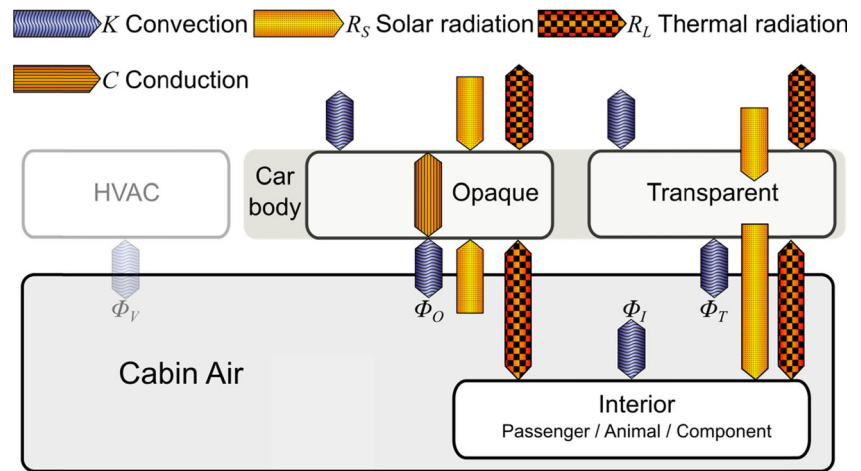 K Convection
R_S Solar radiation
R_L Thermal radiation
C Conduction
HVAC
Car
body
Opaque
Transparent
Φ_V
Φ_O
Φ_I
Φ_T
Cabin Air
Interior
Passenger / Animal / Component